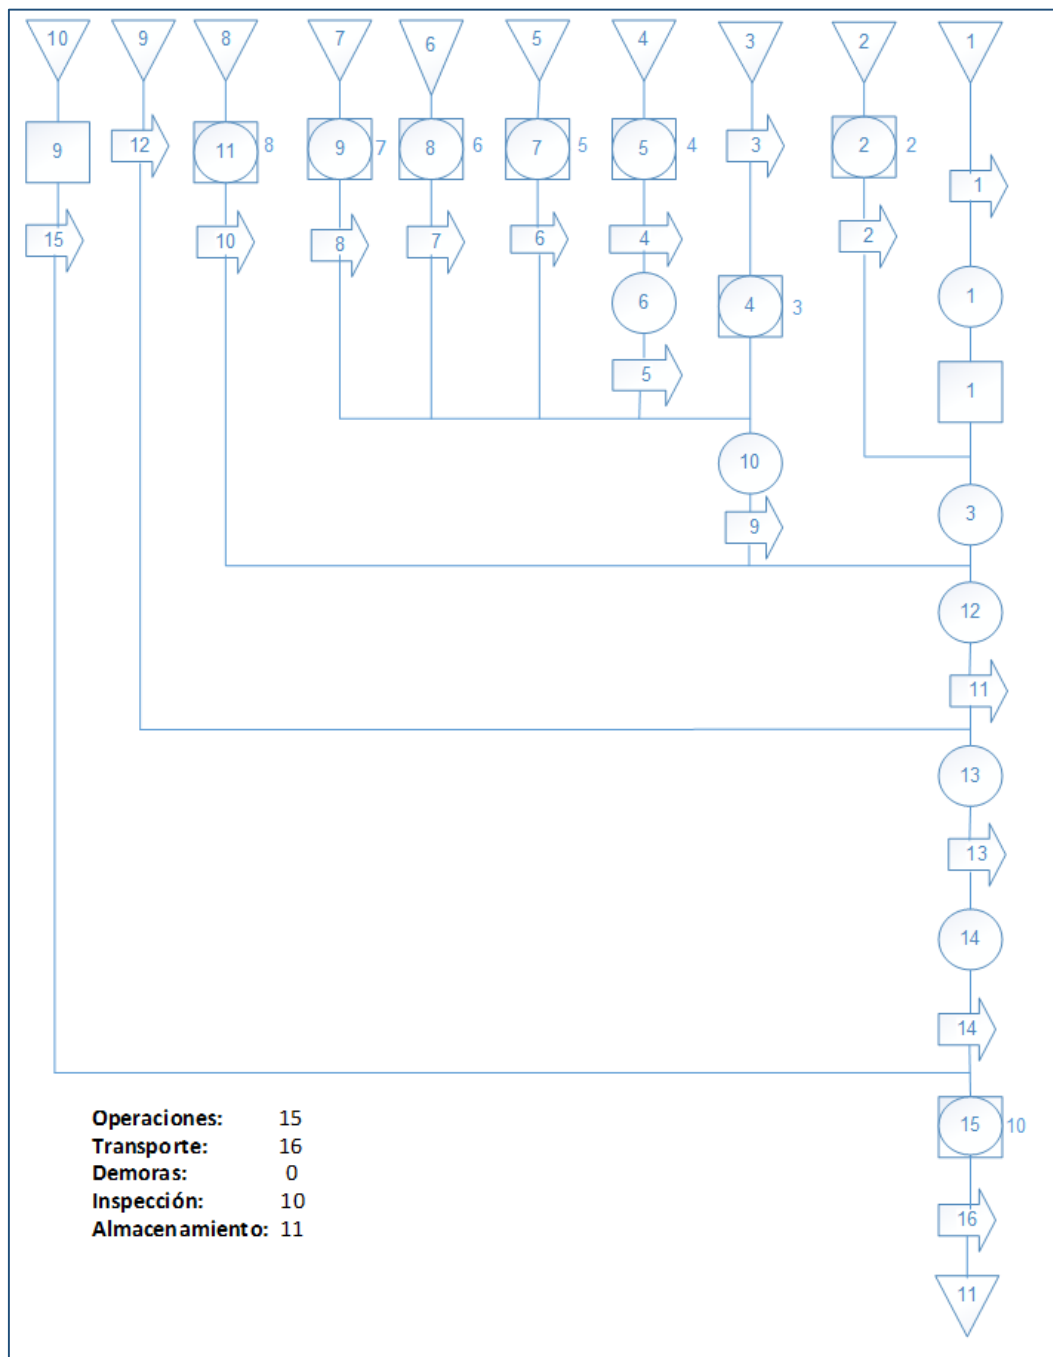 10 9 8 7 6 5 4 3 2 1
9 12 11 8 9 7 8 6 7 5 5 4 3 2 2
1
15 10 8 7 6 4 2
6 4 3 1
5 1
10
3
9
12
11
13
13
14
14
Operaciones: 15
15 10
Transporte: 16
Demoras: 0
Inspección: 10
16
Almacenamiento: 11
11